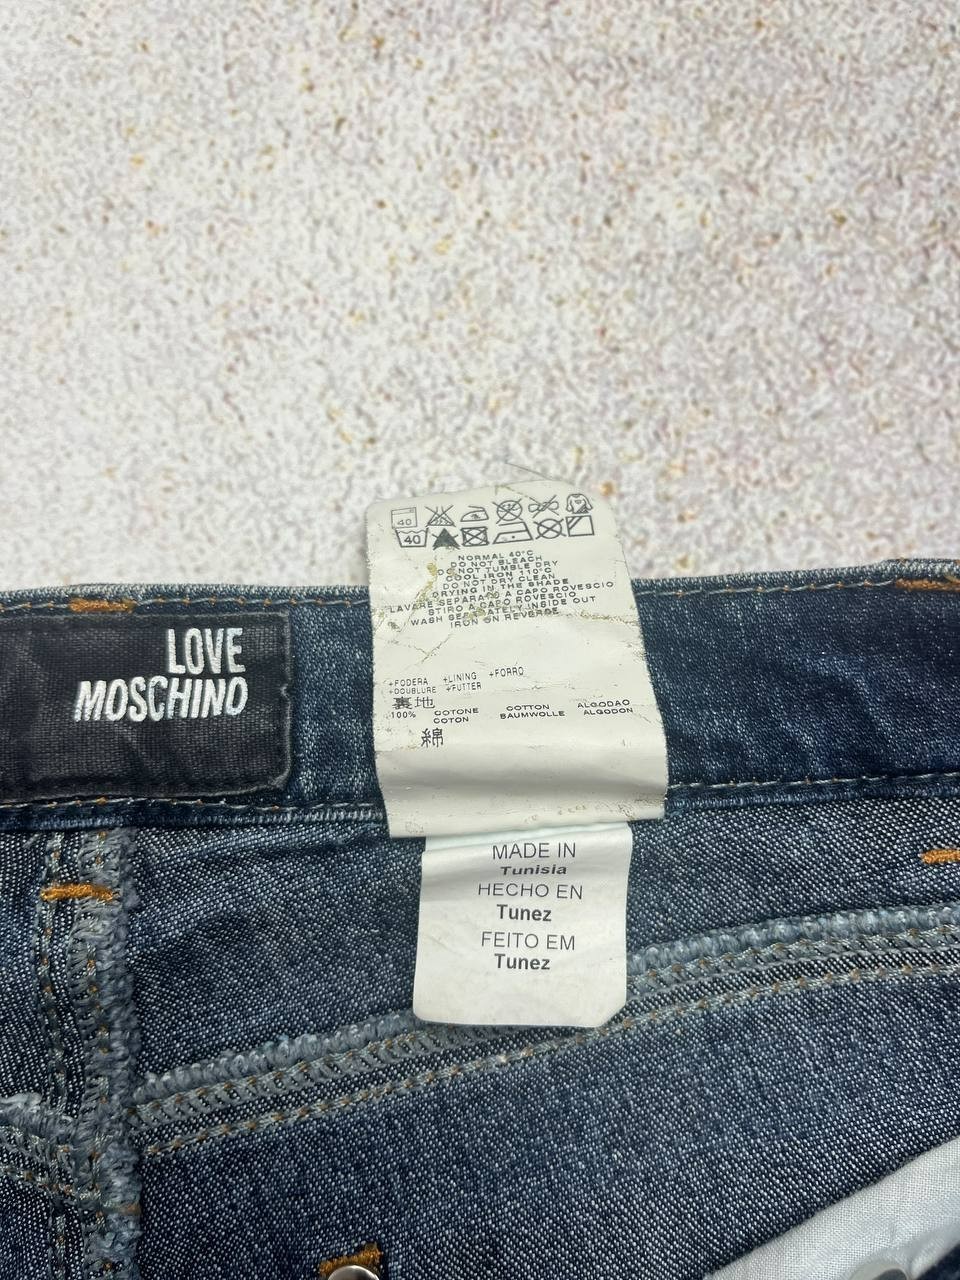 LOVE
MOSCHINO
40
40
NORMAL 40°C
DO NOT BLEACH
DO NOT TUMBLE DRY
COOL IRON 110°C
DO NOT DRY CLEAN
DRYING IN THE SHADE
LAVARE SEPARATO A CAPO ROVESCIO
STIRO A CAPO ROVESCIO
WASH SEPARATELY INSIDE OUT
IRON ON REVERSE
+FODERA +LINING +FORRO
+DOUBLURE +FUTTER
裏地
100% COTONE COTTON ALGODAO
COTON BAUMWOLLE ALGODON
綿
MADE IN
Tunisia
HECHO EN
Tunez
FEITO EM
Tunez